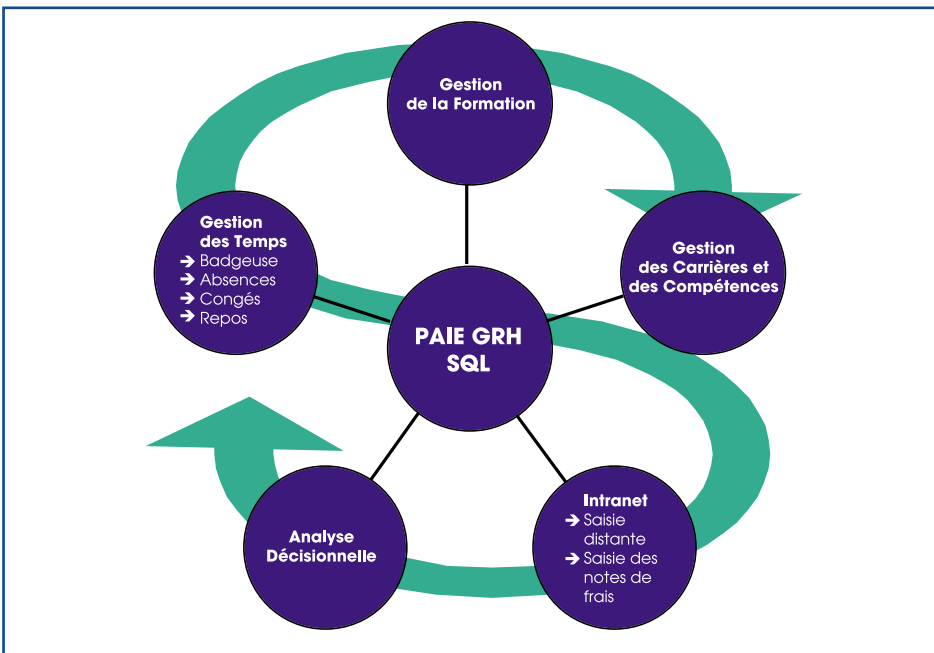 Gestion
de la Formation
Gestion
des Temps
→ Badgeuse
→ Absences
→ Congés
→ Repos
Gestion
des Carrières et
des Compétences
PAIE GRH
SQL
Analyse
Décisionnelle
Intranet
→ Saisie
distante
→ Saisie des
notes de
frais